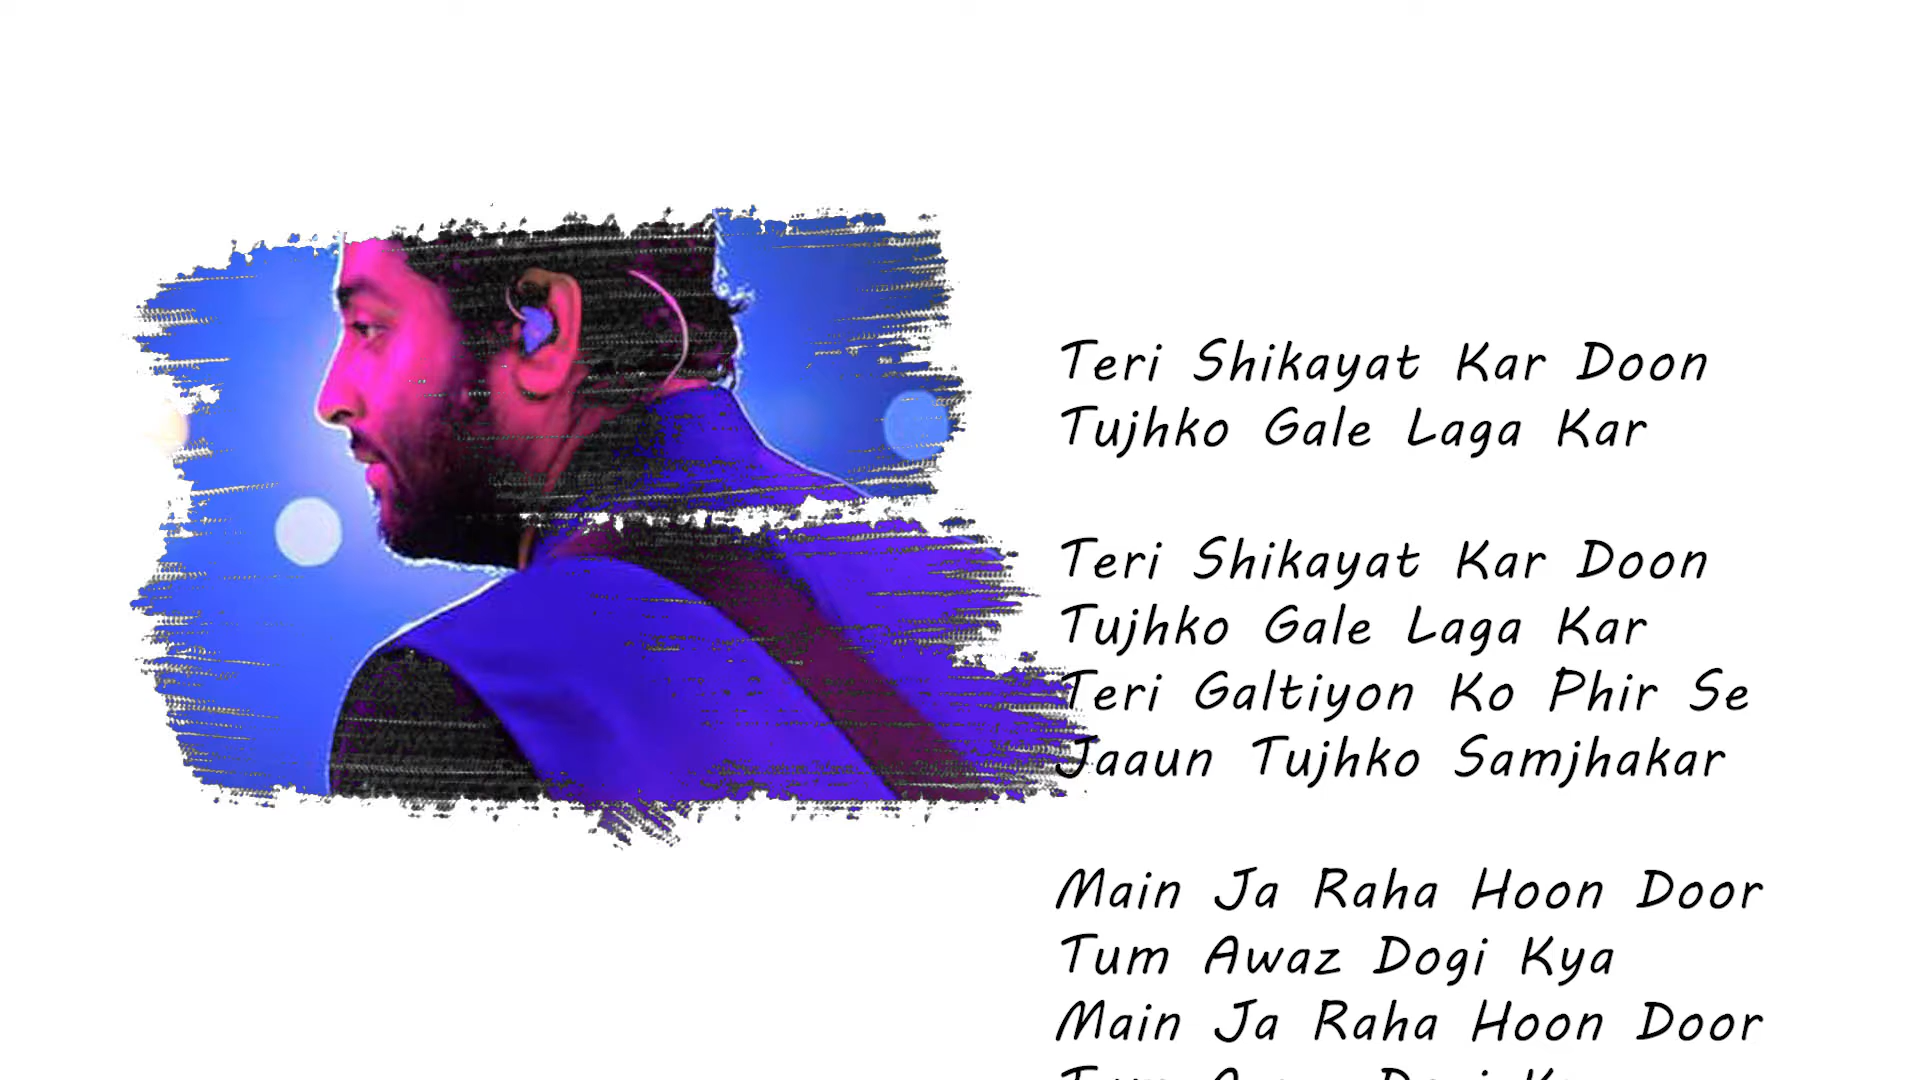 Teri Shikayat Kar Doon
Tujhko Gale Laga Kar
Teri Shikayat Kar Doon
Tujhko Gale Laga Kar
Teri Galtiyon Ko Phir Se
Jaaun Tujhko Samjhakar
Main Ja Raha Hoon Door
Tum Awaz Dogi Kya
Main Ja Raha Hoon Door